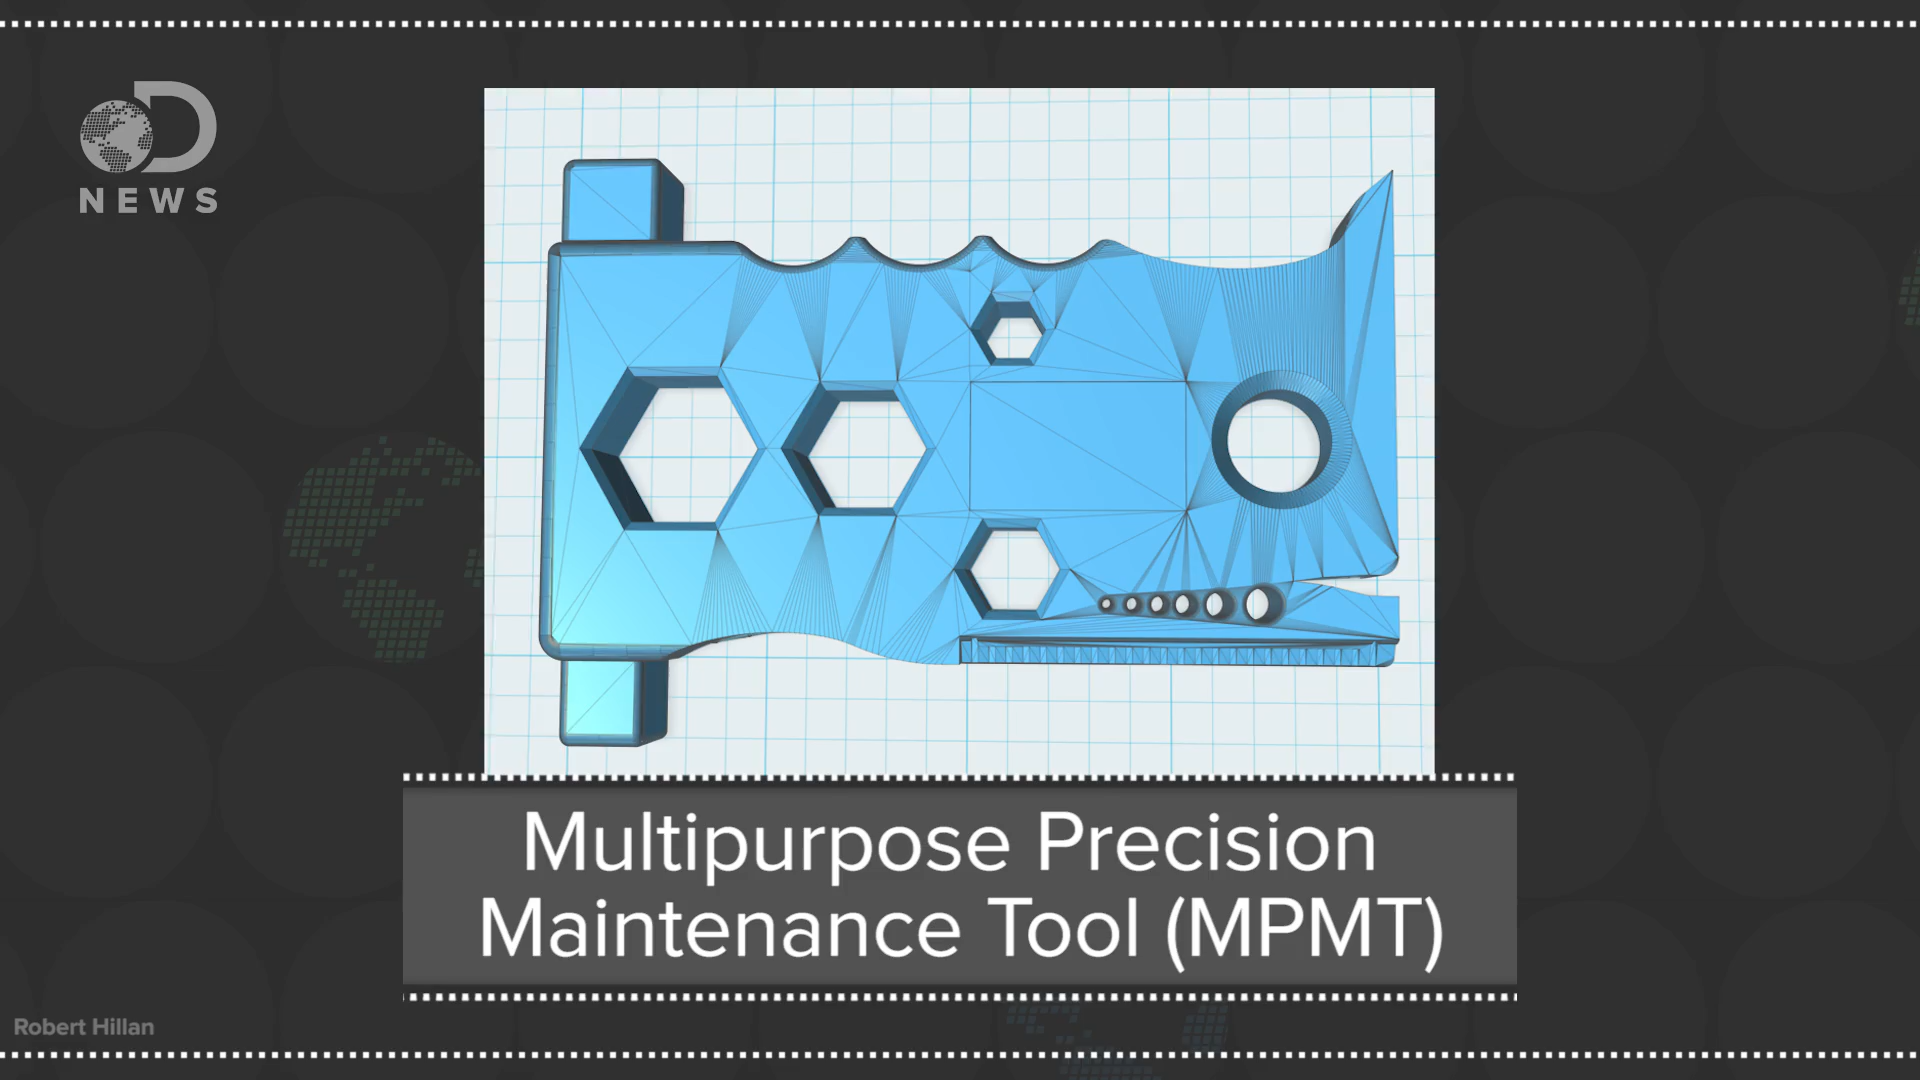 D
NEWS
Multipurpose Precision
Maintenance Tool (MPMT)
Robert Hillan